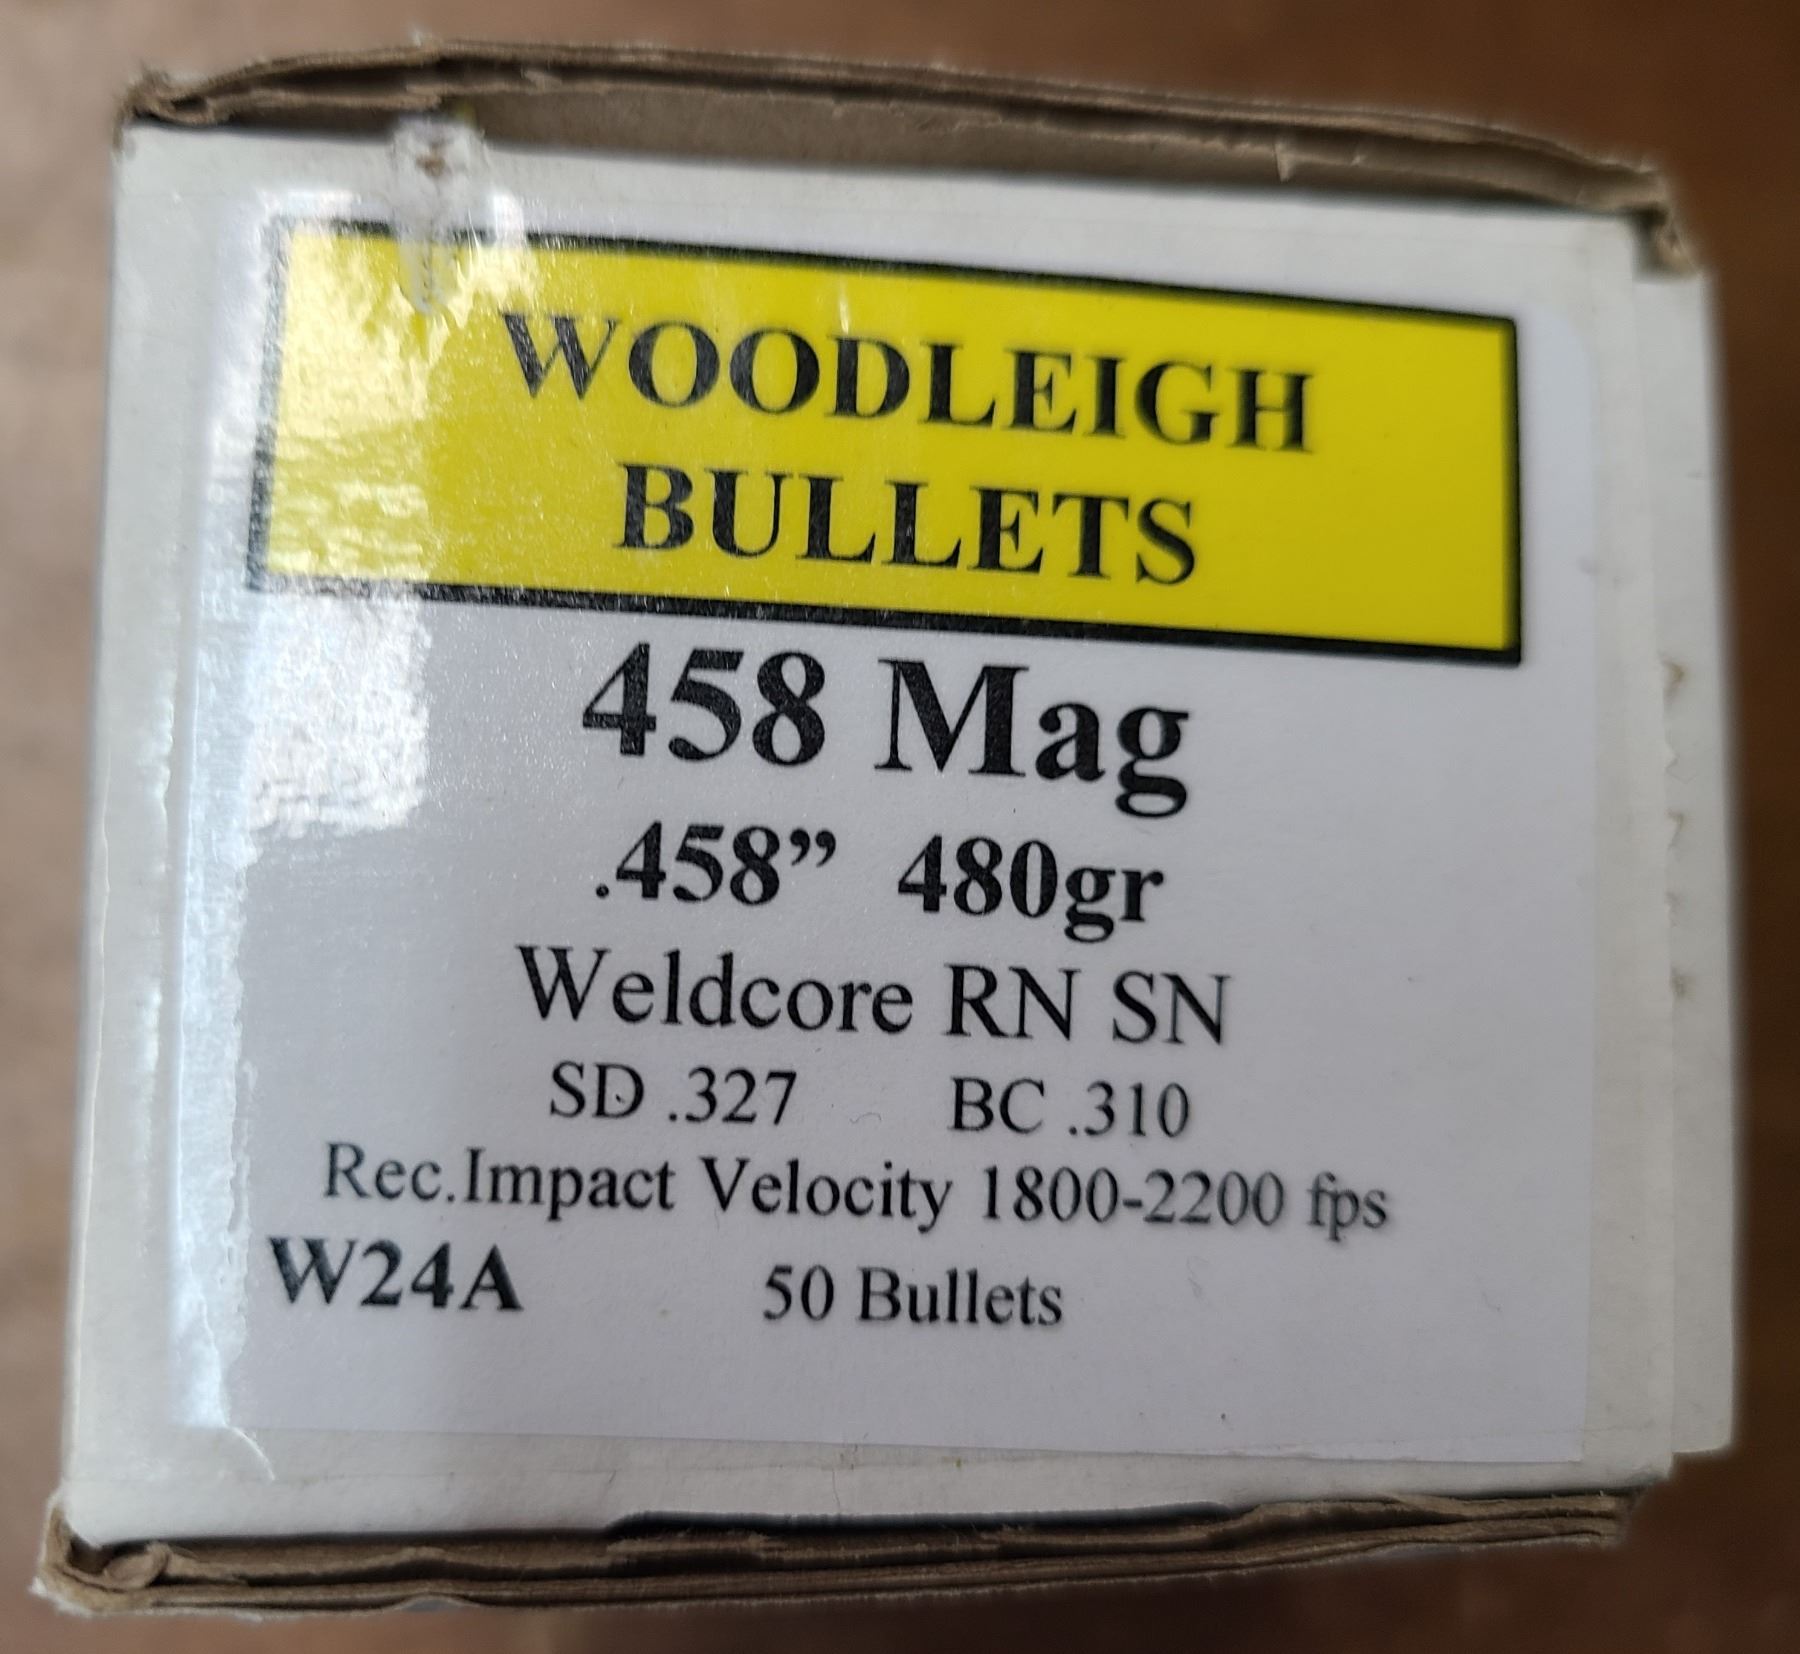 WOODLEIGH
BULLETS
458 Mag
.458” 480gr
Weldcore RN SN
SD .327 BC .310
Rec.Impact Velocity 1800-2200 fps
W24A 50 Bullets